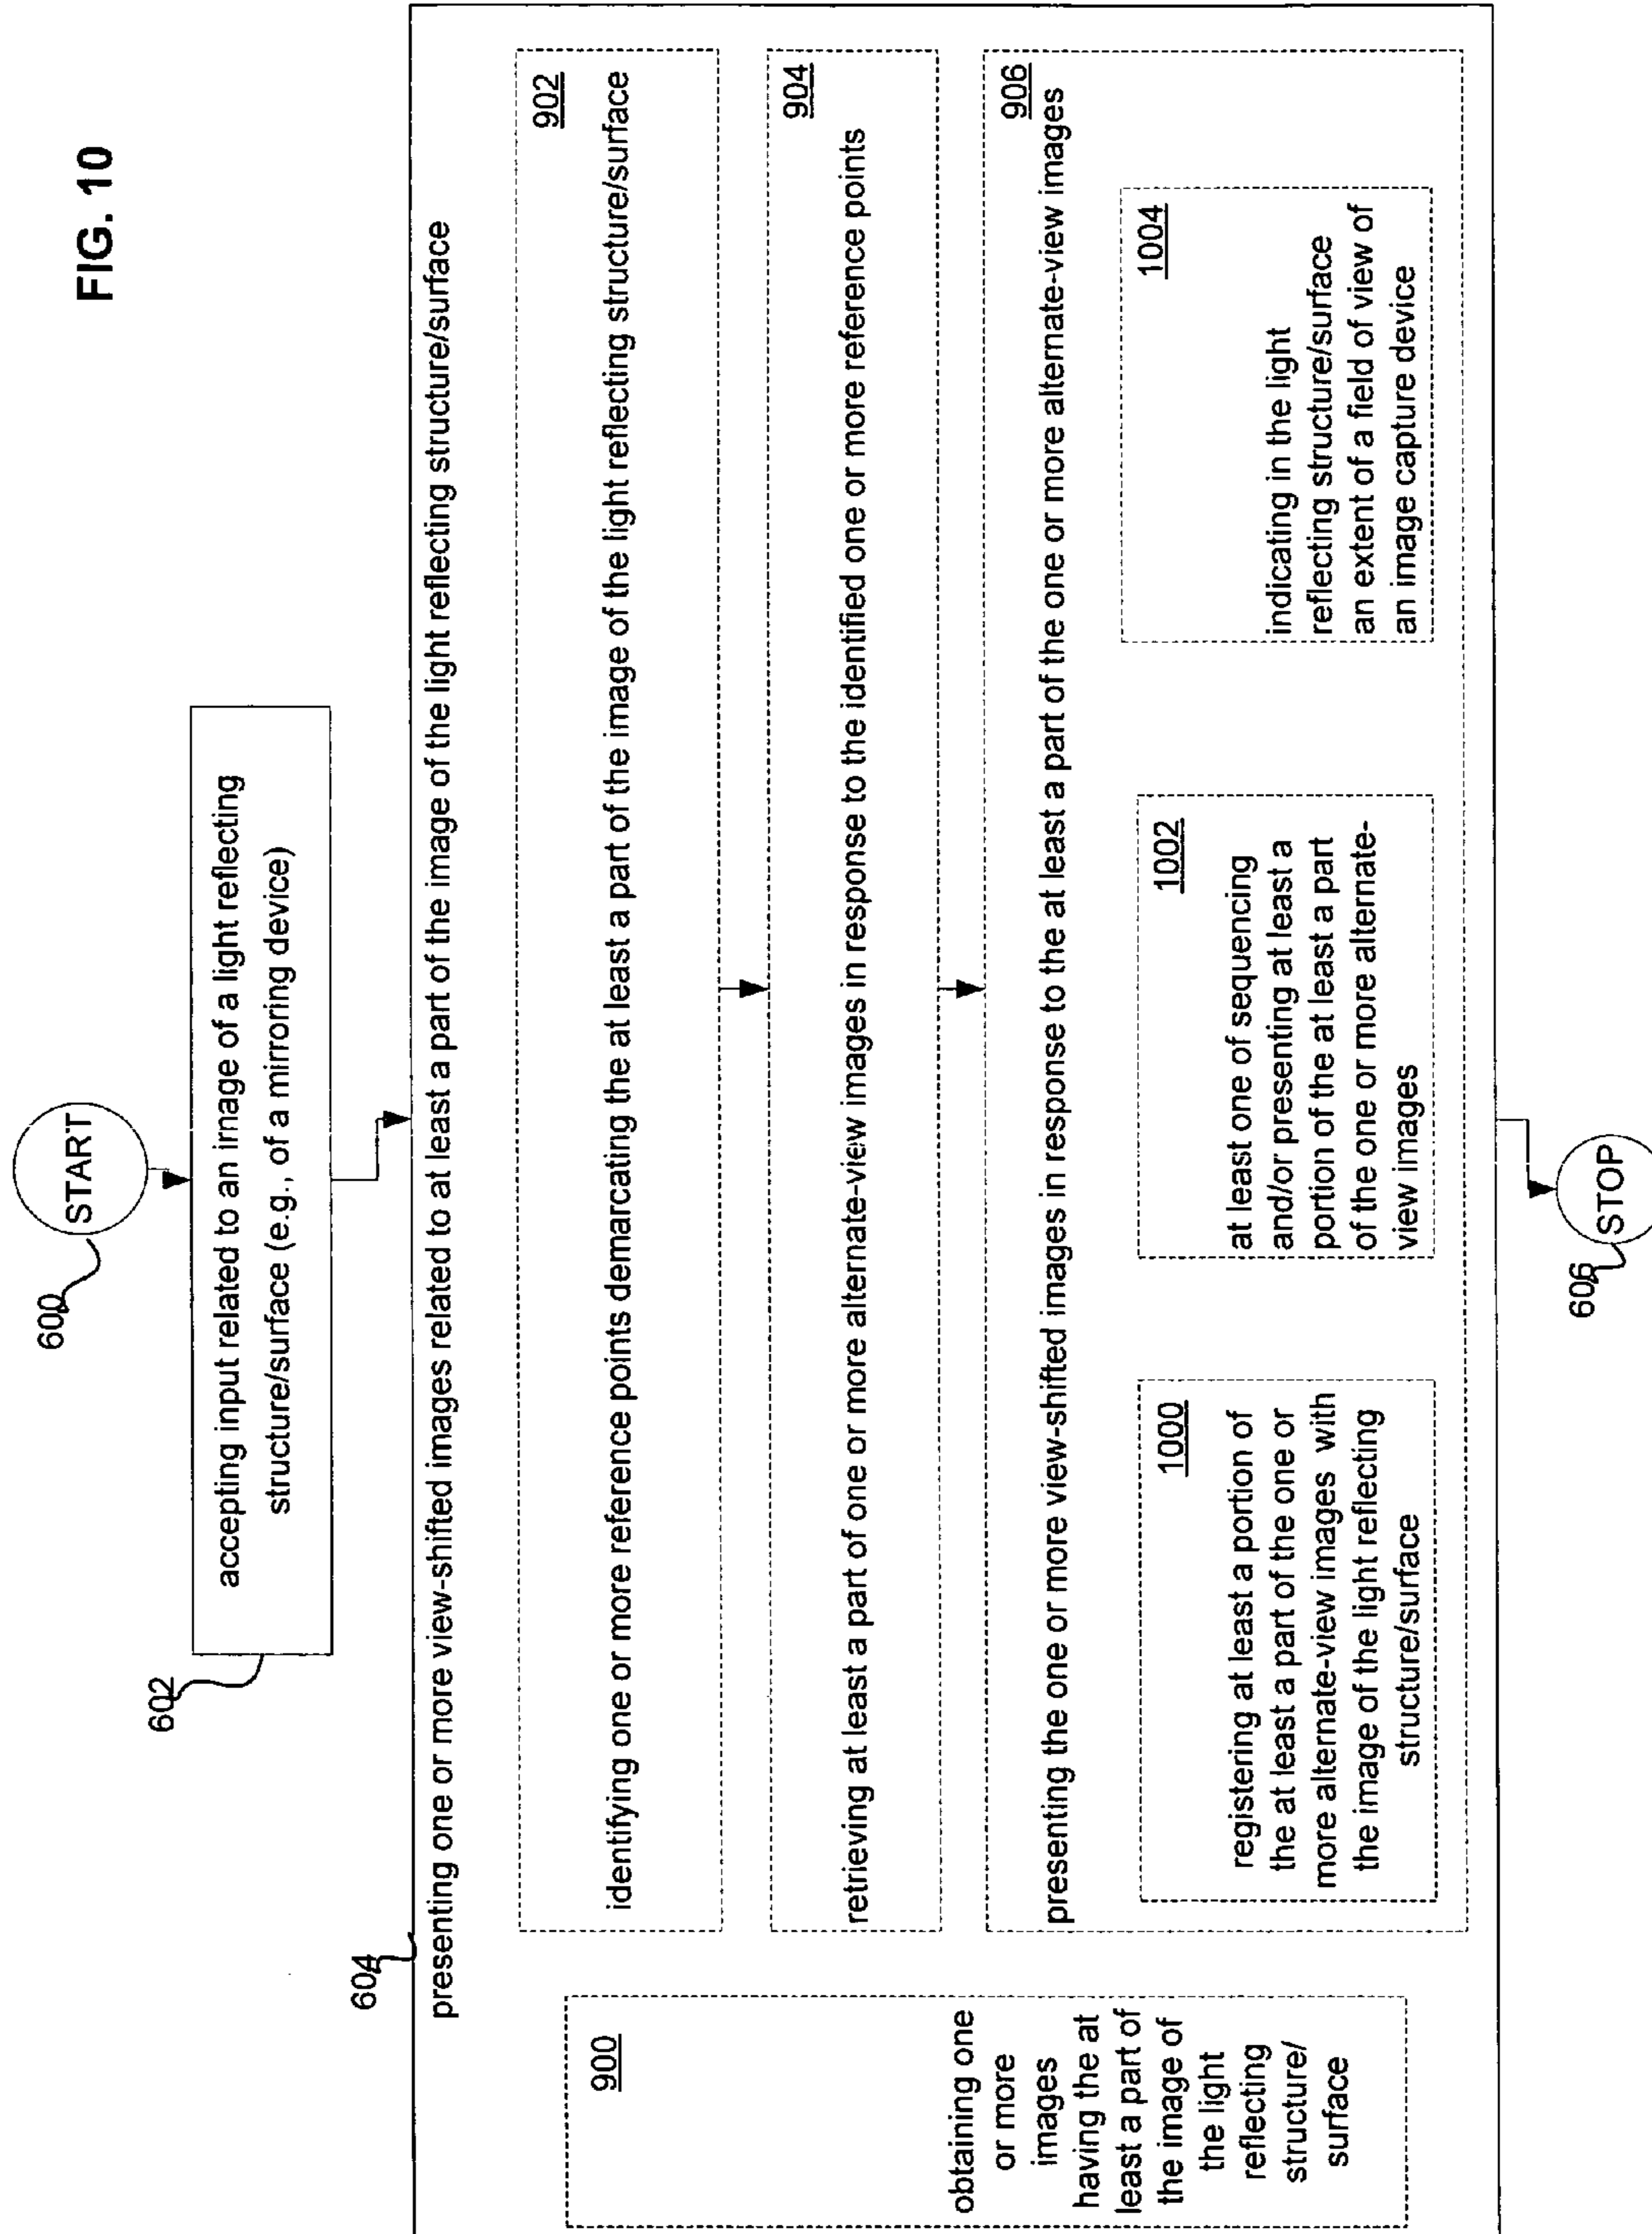 FIG. 10
START
600
602
accepting input related to an image of a light reflecting
structure/surface (e.g., of a mirroring device)
604
presenting one or more view-shifted images related to at least a part of the image of the light reflecting structure/surface
900
obtaining one
or more
images
having the at
least a part of
the image of
the light
reflecting
structure/
surface
902
identifying one or more reference points demarcating the at least a part of the image of the light reflecting structure/surface
904
retrieving at least a part of one or more alternate-view images in response to the identified one or more reference points
906
presenting the one or more view-shifted images in response to the at least a part of the one or more alternate-view images
1000
registering at least a portion of
the at least a part of the one or
more alternate-view images with
the image of the light reflecting
structure/surface
1002
at least one of sequencing
and/or presenting at least a
portion of the at least a part
of the one or more alternate-
view images
1004
indicating in the light
reflecting structure/surface
an extent of a field of view of
an image capture device
606
STOP